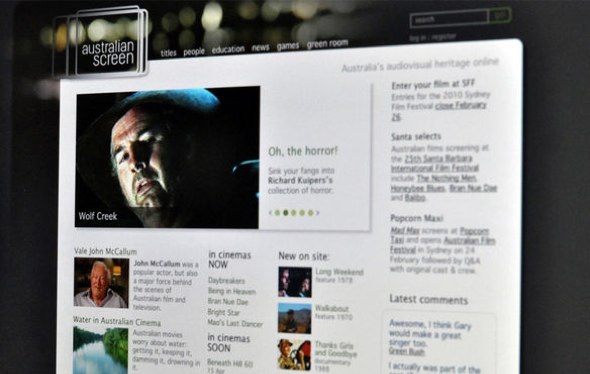 australian
screen
titles people education news games green room
search
GO
log in | register
Australia's audiovisual heritage online
Wolf Creek
Oh, the horror!
Sink your fangs into
Richard Kuipers's
collection of horror.
Enter your film at SFF
Entries for the 2010 Sydney
Film Festival close February
26.
Santa selects
Australian films screening at
the 25th Santa Barbara
International Film Festival
include The Nothing Men,
Honeybee Blues, Bran Nue Dae
and Balibo.
Popcorn Maxi
Mad Max screens at Popcorn
Taxi and opens Australian Film
Festival in Sydney on 24
February followed by Q&A
with original cast & crew.
Vale John McCallum
John McCallum was a
popular actor, but also
a major force behind
the scenes of
Australian film and
television.
Water in Australian Cinema
Australian movies
worry about water:
getting it, keeping it,
damming it, drowning in
it.
in cinemas
NOW
Daybreakers
Being in Heaven
Bran Nue Dae
Bright Star
Mao's Last Dancer
in cinemas
SOON
Beneath Hill 60
15 Apr
New on site:
Long Weekend
feature 1978
Walkabout
feature 1970
Thanks Girls
and Goodbye
documentary
1988
Latest comments
Awesome, I think Gary
would make a great
singer too.
Green Bush
I actually was part of the